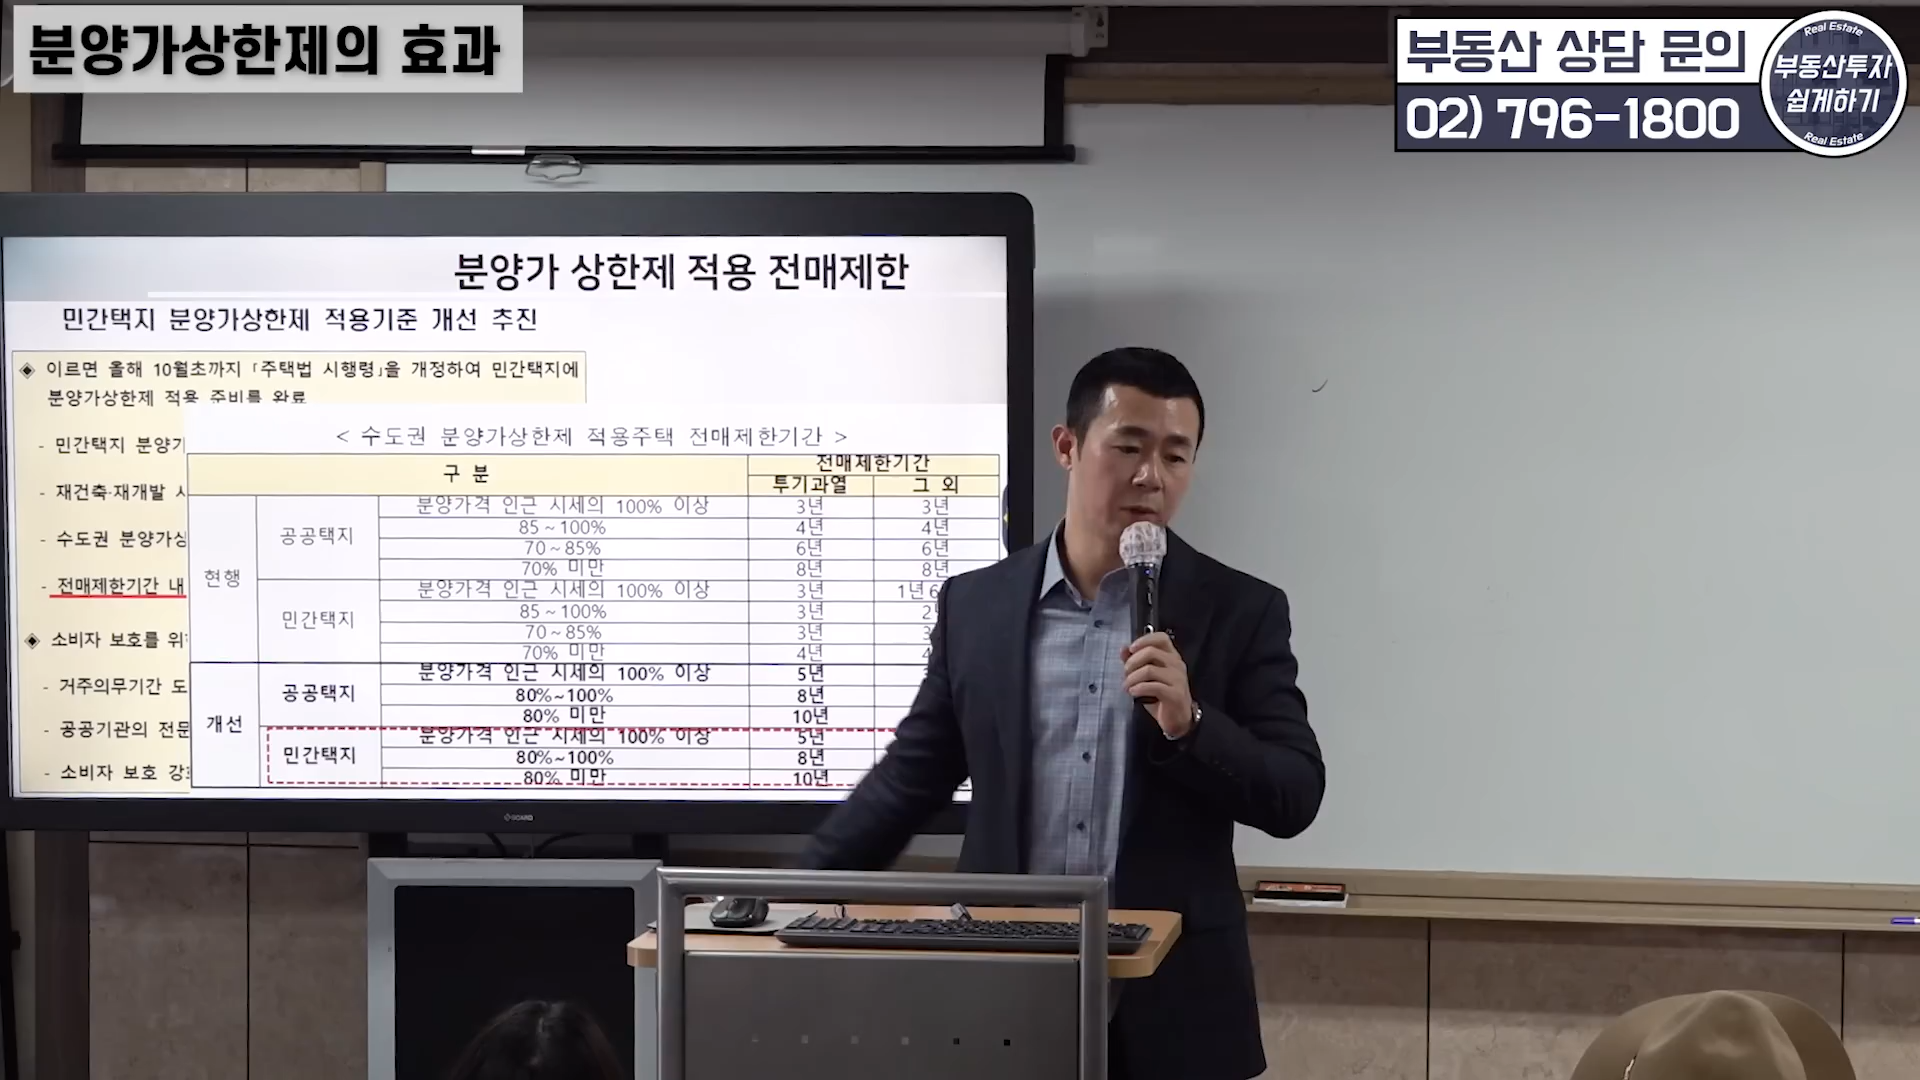 분양가상한제의 효과
부동산 상담 문의
02) 796-1800
Real Estate
부동산투자
쉽게하기
Real Estate
분양가 상한제 적용 전매제한
민간택지 분양가상한제 적용기준 개선 추진
◈ 이르면 올해 10월초까지 「주택법 시행령」을 개정하여 민간택지에
분양가상한제 적용 준비를 완료
- 민간택지 분양가
- 재건축·재개발 시
- 수도권 분양가상
- 전매제한기간 내
◈ 소비자 보호를 위
- 거주의무기간 도
- 공공기관의 전문
- 소비자 보호 강
< 수도권 분양가상한제 적용주택 전매제한기간 >
구 분 전매제한기간
투기과열 그 외
현행 공공택지 분양가격 인근 시세의 100% 이상 3년 3년
85~100% 4년 4년
70~85% 6년 6년
70% 미만 8년 8년
민간택지 분양가격 인근 시세의 100% 이상 3년 1년6
85~100% 3년 2
70~85% 3년 3
70% 미만 4년 4
개선 공공택지 분양가격 인근 시세의 100% 이상 5년
80%~100% 8년
80% 미만 10년
민간택지 분양가격 인근 시세의 100% 이상 5년
80%~100% 8년
80% 미만 10년